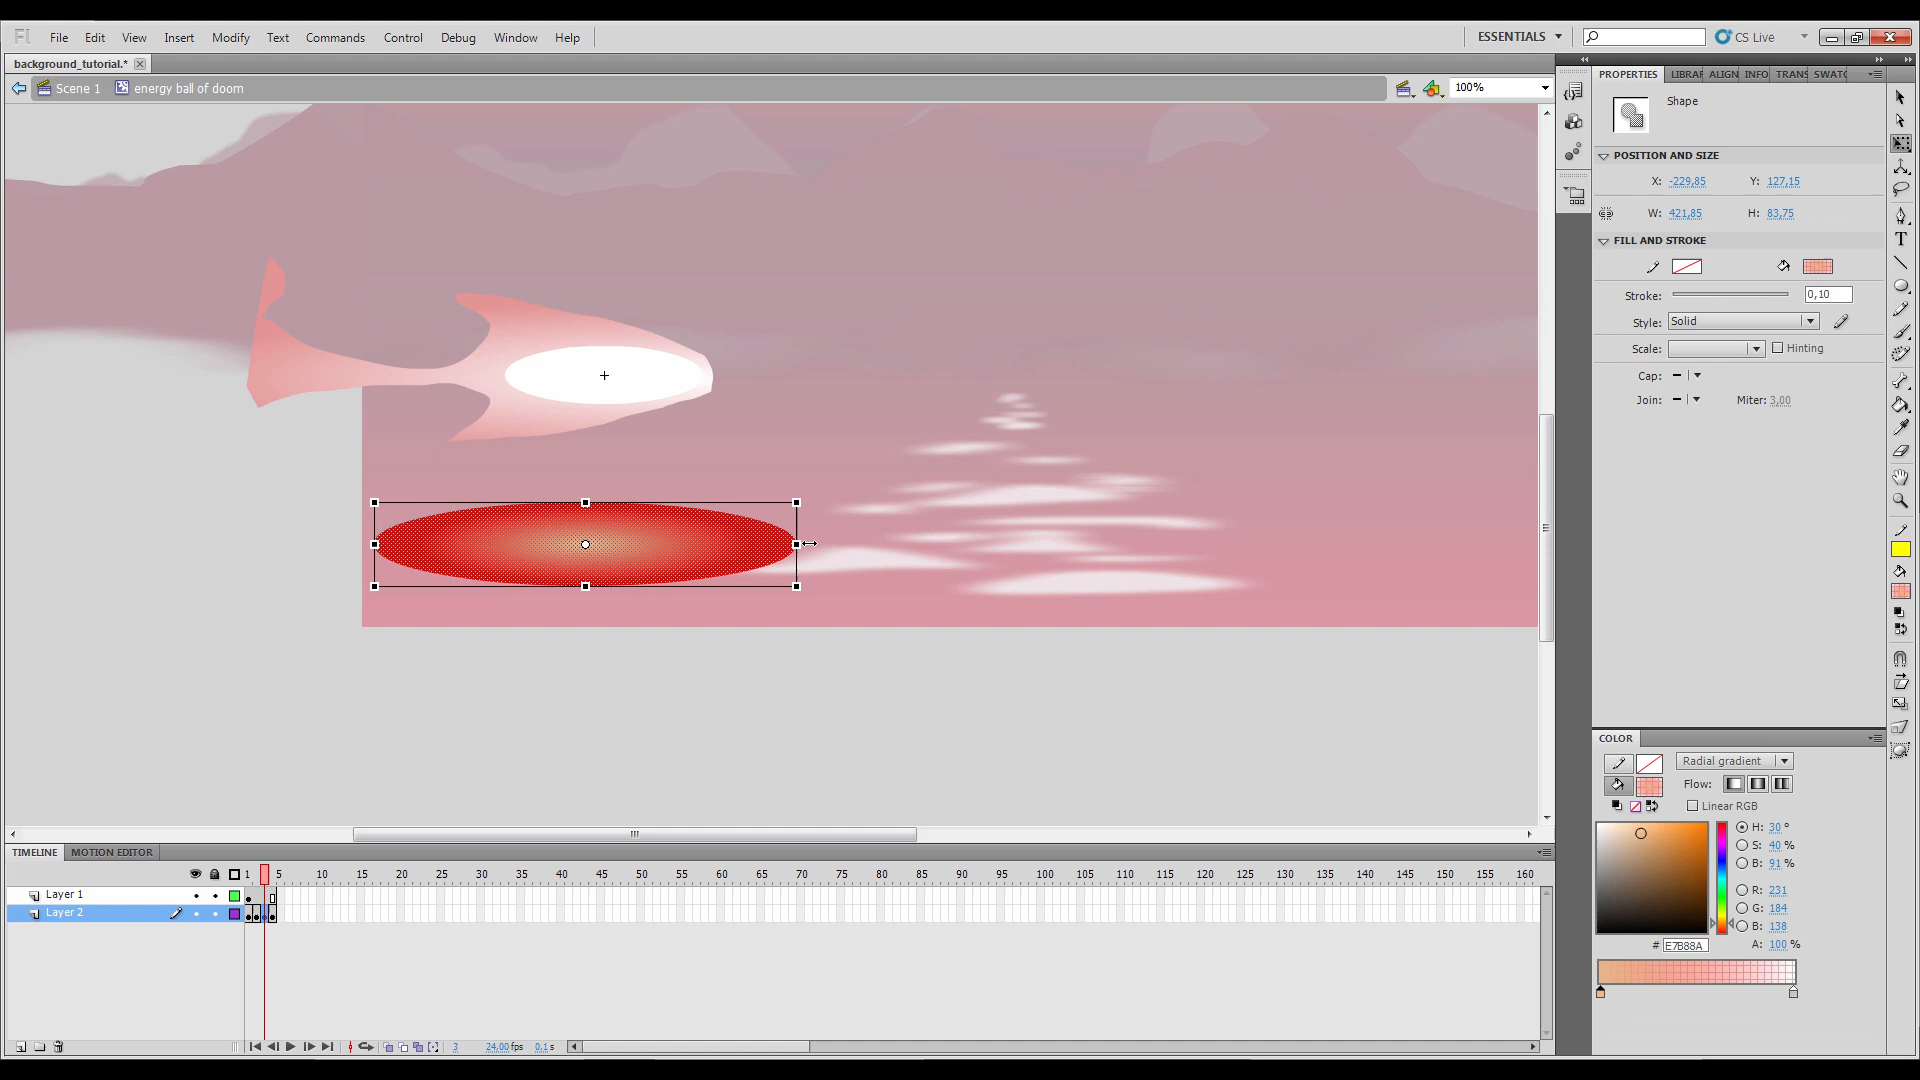 Fl File Edit View Insert Modify Text Commands Control Debug Window Help ESSENTIALS CS Live
background_tutorial.*
Scene 1 energy ball of doom 100%
PROPERTIES LIBRAR ALIGN INFO TRANS SWATC
Shape
POSITION AND SIZE
X: -229,85 Y: 127,15
W: 421,85 H: 83,75
FILL AND STROKE
Stroke: 0,10
Style: Solid
Scale: Hinting
Cap:
Join: Miter: 3,00
COLOR
Radial gradient
Flow:
Linear RGB
H: 30 °
S: 40 %
B: 91 %
R: 231
G: 184
B: 138
# E7B88A A: 100 %
TIMELINE MOTION EDITOR
1 5 10 15 20 25 30 35 40 45 50 55 60 65 70 75 80 85 90 95 100 105 110 115 120 125 130 135 140 145 150 155 160
Layer 1
Layer 2
3 24,00 fps 0,1 s